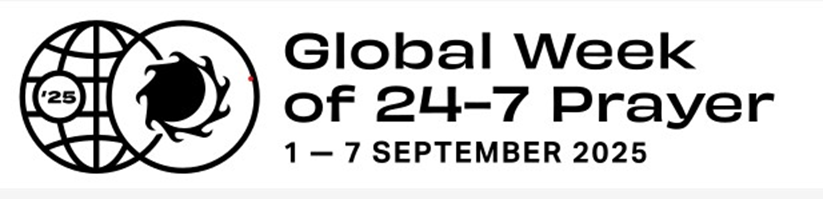 '25
Global Week
of 24–7 Prayer
1 — 7 SEPTEMBER 2025